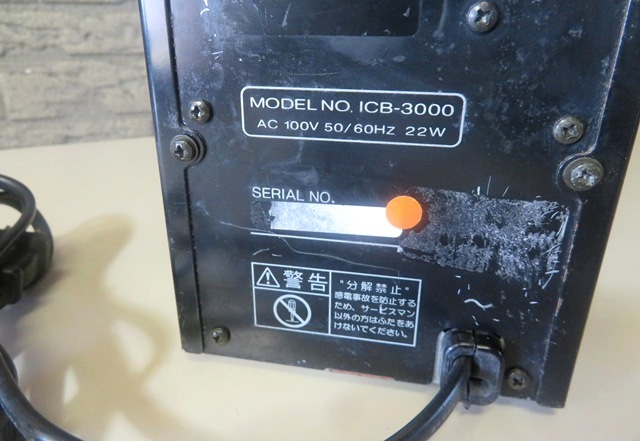 MODEL NO. ICB-3000
AC 100V 50/60HZ 22W
SERIAL NO.
警告
"分解禁止"
感電事故を防止する
ため、サービスマン
以外の方はふたをあ
けないでください。